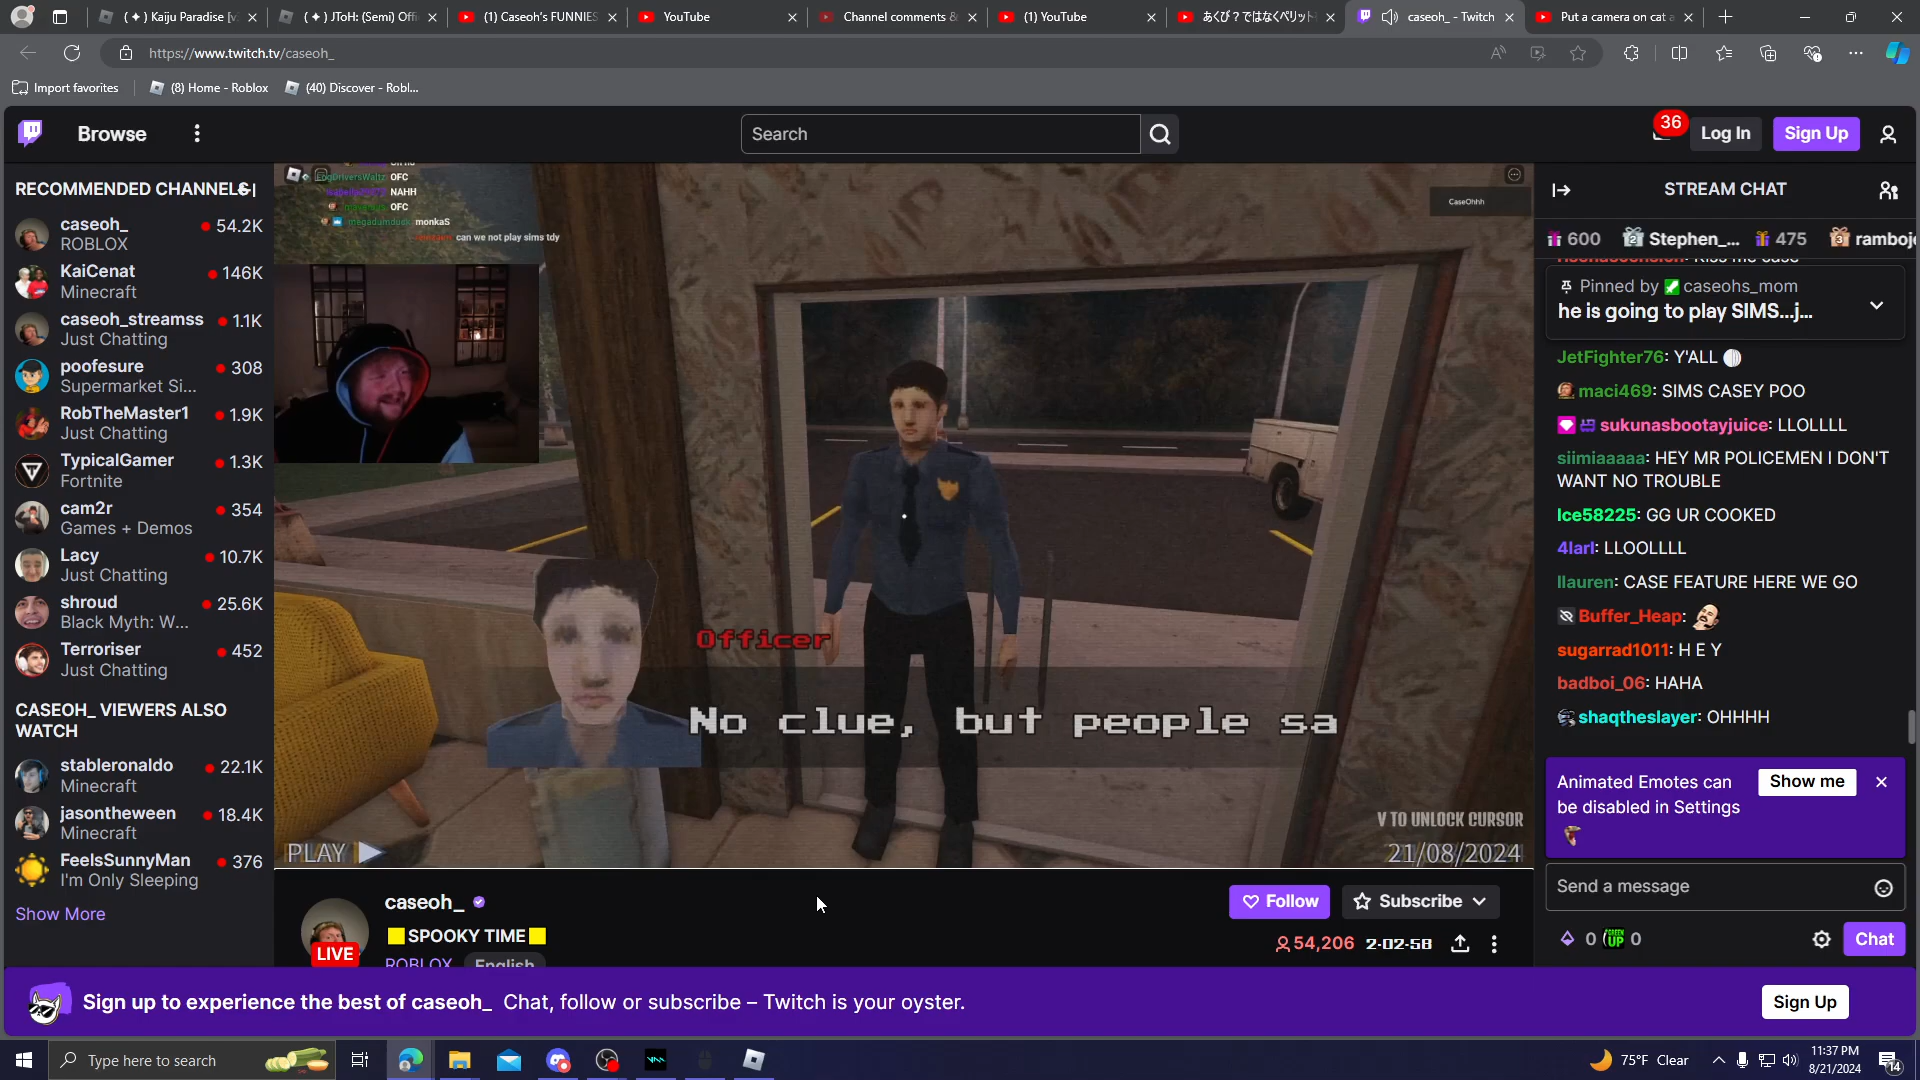 ( ✦ ) Kaiju Paradise [v
( ✦ ) JToH: (Semi) Offi
(1) Caseoh's FUNNIES
YouTube
Channel comments &
(1) YouTube
あくび？ではなくペリット
caseoh_ - Twitch
Put a camera on cat a
https://www.twitch.tv/caseoh_
Import favorites
(8) Home - Roblox
(40) Discover - Robl...
Browse
Search
36
Log In
Sign Up
RECOMMENDED CHANNELS
caseoh_
54.2K
ROBLOX
KaiCenat
146K
Minecraft
caseoh_streamss
1.1K
Just Chatting
poofesure
308
Supermarket Si...
RobTheMaster1
1.9K
Just Chatting
TypicalGamer
1.3K
Fortnite
cam2r
354
Games + Demos
Lacy
10.7K
Just Chatting
shroud
25.6K
Black Myth: W...
Terroriser
452
Just Chatting
CASEOH_ VIEWERS ALSO
WATCH
stableronaldo
22.1K
Minecraft
jasontheween
18.4K
Minecraft
FeelsSunnyMan
376
I'm Only Sleeping
Show More
OFC
NAHH
OFC
monkaS
can we not play sims tdy
CaseOhhh
Officer
No clue, but people sa
V TO UNLOCK CURSOR
PLAY
21/08/2024
caseoh_
SPOOKY TIME
LIVE
ROBLOX
English
Follow
Subscribe
54,206
2:02:58
STREAM CHAT
600
2
Stephen_...
475
3
ramboj
Kiss me case
Pinned by caseohs_mom
he is going to play SIMS...j...
JetFighter76: Y'ALL
maci469: SIMS CASEY POO
sukunasbootayjuice: LLOLLLL
siimiaaaaa: HEY MR POLICEMEN I DON'T
WANT NO TROUBLE
Ice58225: GG UR COOKED
4larl: LLOOLLLL
llauren: CASE FEATURE HERE WE GO
Buffer_Heap:
sugarrad1011: H E Y
badboi_06: HAHA
shaqtheslayer: OHHHH
Animated Emotes can
be disabled in Settings
Show me
Send a message
0
GREEN UP
0
Chat
Sign up to experience the best of caseoh_ Chat, follow or subscribe – Twitch is your oyster.
Sign Up
Type here to search
75°F Clear
11:37 PM
8/21/2024
14